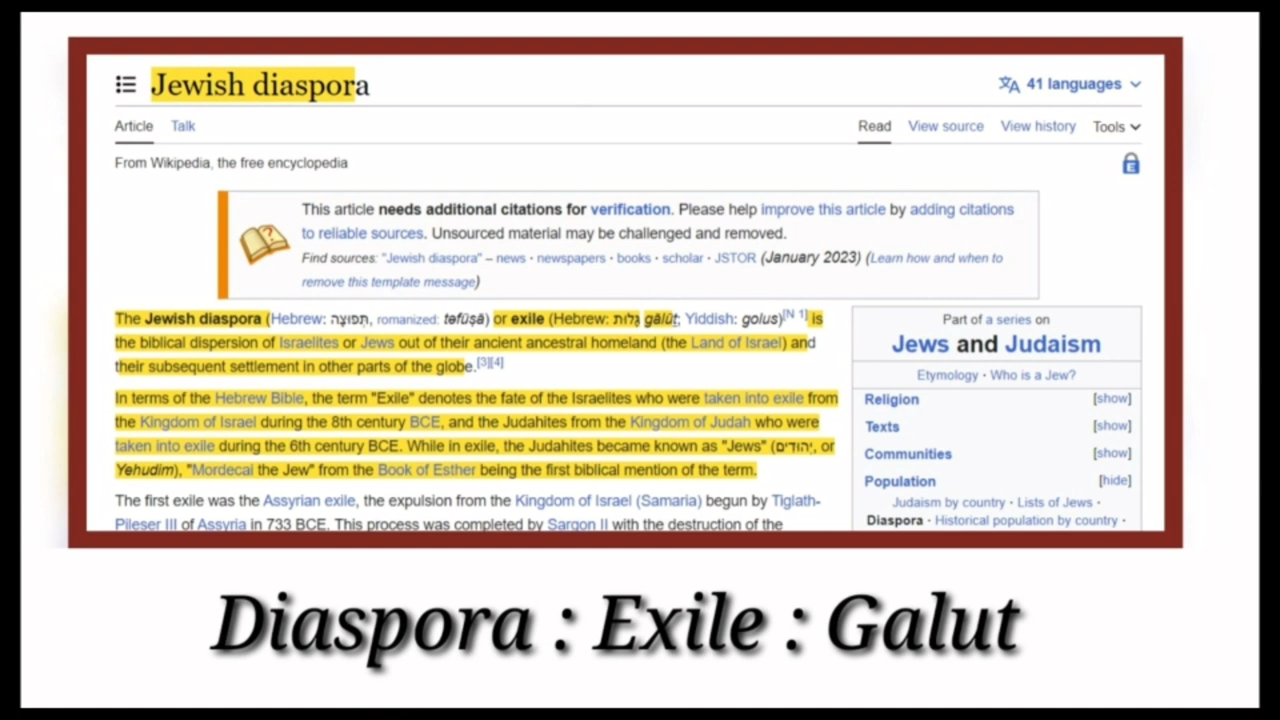 Jewish diaspora
41 languages
Article Talk
Read View source View history Tools
From Wikipedia, the free encyclopedia
This article needs additional citations for verification. Please help improve this article by adding citations
to reliable sources. Unsourced material may be challenged and removed.
Find sources: "Jewish diaspora" – news · newspapers · books · scholar · JSTOR (January 2023) (Learn how and when to
remove this template message)
The Jewish diaspora (Hebrew: תְּפוּצָה, romanized: təfūṣā) or exile (Hebrew: גָּלוּת gālūṯ; Yiddish: golus)[N 1] is
the biblical dispersion of Israelites or Jews out of their ancient ancestral homeland (the Land of Israel) and
their subsequent settlement in other parts of the globe.[3][4]
In terms of the Hebrew Bible, the term "Exile" denotes the fate of the Israelites who were taken into exile from
the Kingdom of Israel during the 8th century BCE, and the Judahites from the Kingdom of Judah who were
taken into exile during the 6th century BCE. While in exile, the Judahites became known as "Jews" (יְהוּדִים, or
Yehudim), "Mordecai the Jew" from the Book of Esther being the first biblical mention of the term.
The first exile was the Assyrian exile, the expulsion from the Kingdom of Israel (Samaria) begun by Tiglath-
Pileser III of Assyria in 733 BCE. This process was completed by Sargon II with the destruction of the
Part of a series on
Jews and Judaism
Etymology · Who is a Jew?
Religion [show]
Texts [show]
Communities [show]
Population [hide]
Judaism by country · Lists of Jews ·
Diaspora · Historical population by country ·
Diaspora : Exile : Galut